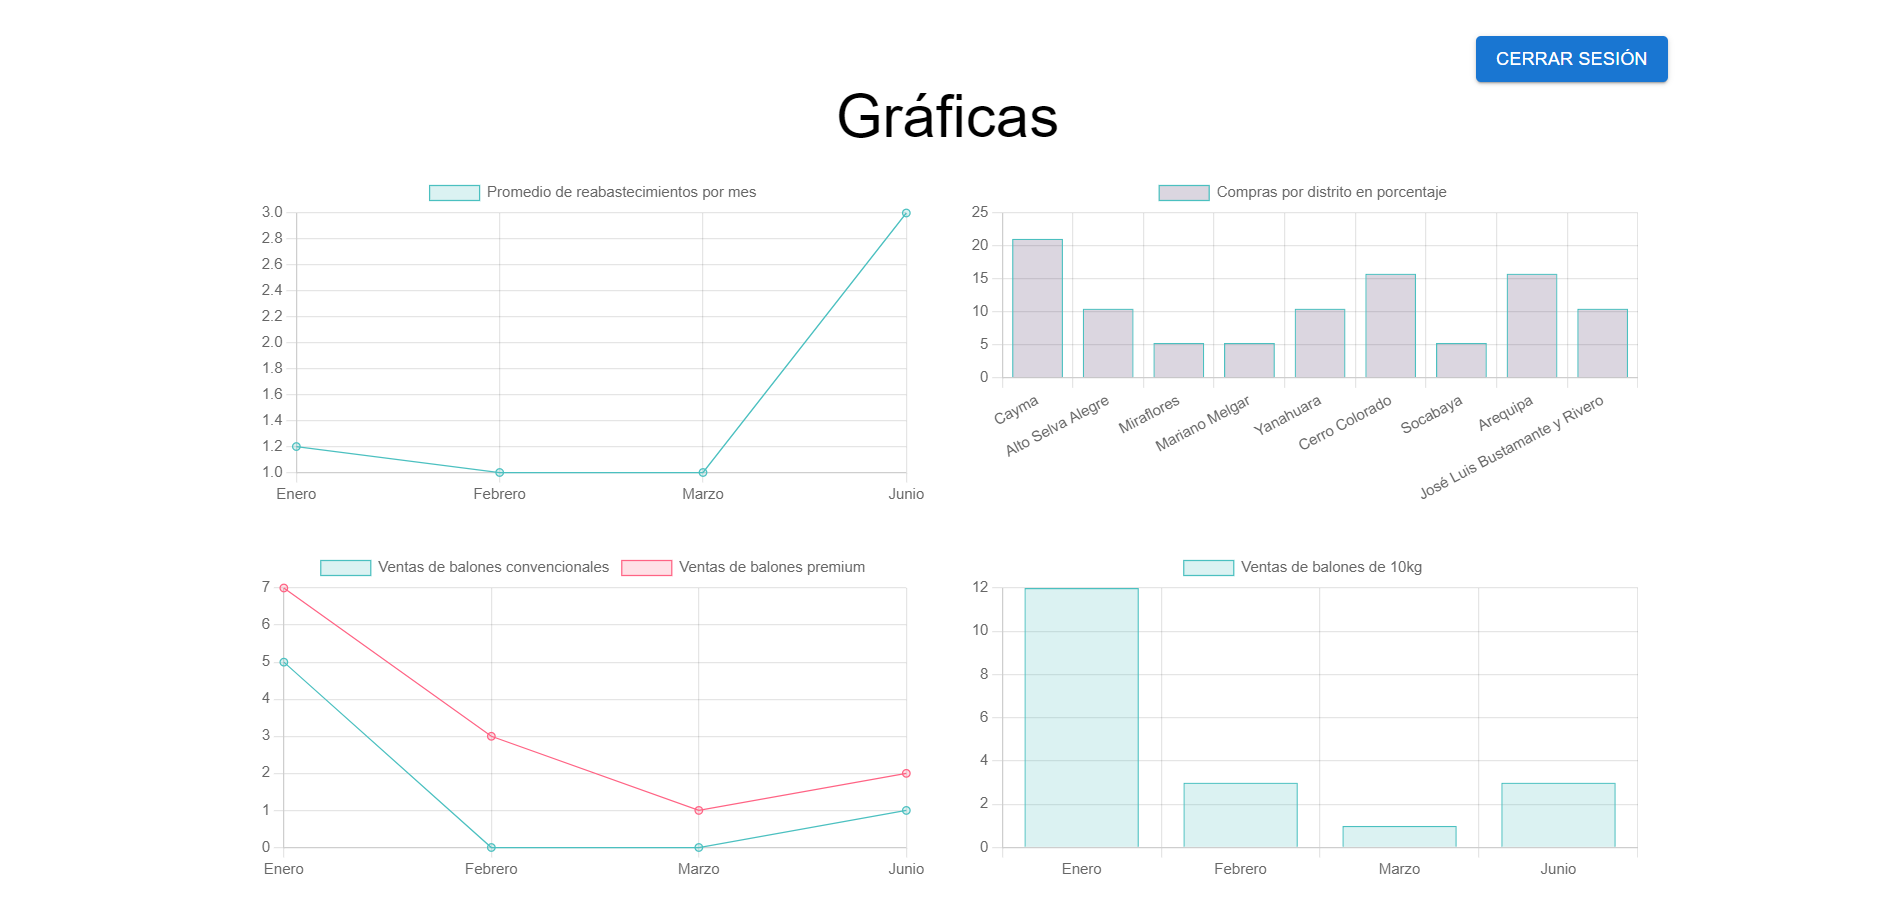 CERRAR SESIÓN
Gráficas
Promedio de reabastecimientos por mes
3.0
2.8
2.6
2.4
2.2
2.0
1.8
1.6
1.4
1.2
1.0
Enero Febrero Marzo Junio
Compras por distrito en porcentaje
25
20
15
10
5
0
Cayma
Alto Selva Alegre
Miraflores
Mariano Melgar
Yanahuara
Cerro Colorado
Socabaya
Arequipa
José Luis Bustamante y Rivero
Ventas de balones convencionales Ventas de balones premium
7
6
5
4
3
2
1
0
Enero Febrero Marzo Junio
Ventas de balones de 10kg
12
10
8
6
4
2
0
Enero Febrero Marzo Junio